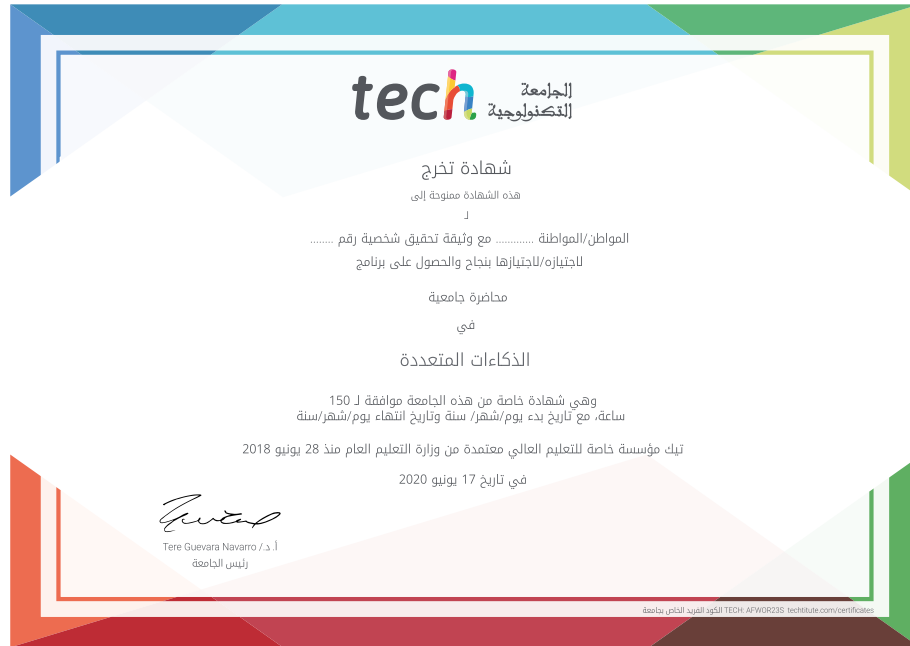 tech الجامعة
التكنولوجية
شهادة تخرج
هذه الشهادة ممنوحة إلى
لـ
المواطن/المواطنة ............. مع وثيقة تحقيق شخصية رقم ........
لاجتيازه/لاجتيازها بنجاح والحصول على برنامج
محاضرة جامعية
في
الذكاءات المتعددة
وهي شهادة خاصة من هذه الجامعة موافقة لـ 150
ساعة، مع تاريخ بدء يوم/شهر/ سنة وتاريخ انتهاء يوم/شهر/سنة
تيك مؤسسة خاصة للتعليم العالي معتمدة من وزارة التعليم العام منذ 28 يونيو 2018
في تاريخ 17 يونيو 2020
أ. د./ Tere Guevara Navarro
رئيس الجامعة
الكود الفريد الخاص بجامعة TECH: AFWOR23S techtitute.com/certificates